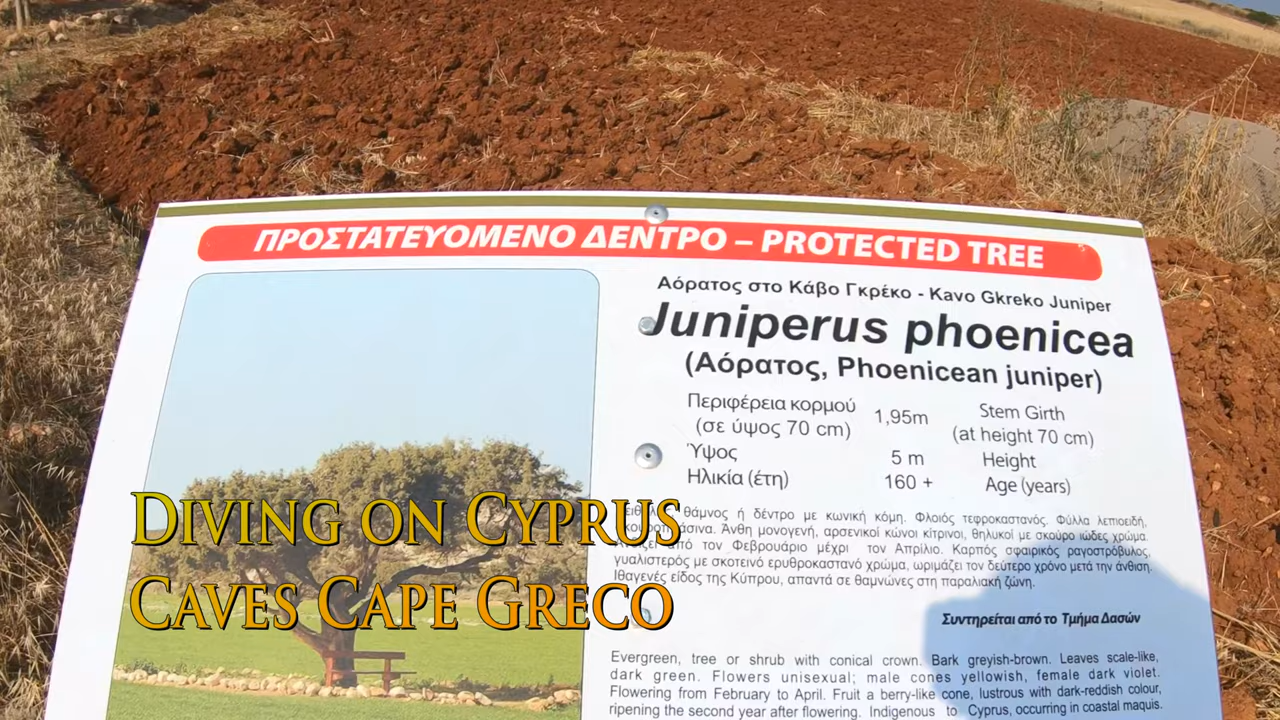 ΠΡΟΣΤΑΤΕΥΟΜΕΝΟ ΔΕΝΤΡΟ – PROTECTED TREE
Αόρατος στο Κάβο Γκρέκο - Kavo Gkreko Juniper
Juniperus phoenicea
(Αόρατος, Phoenicean juniper)
Περιφέρεια κορμού
(σε ύψος 70 cm) 1,95m Stem Girth
(at height 70 cm)
Ύψος 5 m Height
Ηλικία (έτη) 160 + Age (years)
θάμνος ή δέντρο με κωνική κόμη. Φλοιός τεφροκαστανός. Φύλλα λεπιοειδή,
Άνθη μονογενή, αρσενικοί κώνοι κίτρινοι, θηλυκοί με σκούρο ιώδες χρώμα.
από τον Φεβρουάριο μέχρι τον Απρίλιο. Καρπός σφαιρικός ραγοστρόβυλος,
γυαλιστερός με σκοτεινό ερυθροκαστανό χρώμα, ωριμάζει τον δεύτερο χρόνο μετά την άνθιση.
Ιθαγενές είδος της Κύπρου, απαντά σε θαμνώνες στη παραλιακή ζώνη.
Συντηρείται από το Τμήμα Δασών
Evergreen, tree or shrub with conical crown. Bark greyish-brown. Leaves scale-like,
dark green. Flowers unisexual; male cones yellowish, female dark violet.
Flowering from February to April. Fruit a berry-like cone, lustrous with dark-reddish colour,
ripening the second year after flowering. Indigenous to Cyprus, occurring in coastal maquis.
Diving on Cyprus
Caves Cape Greco